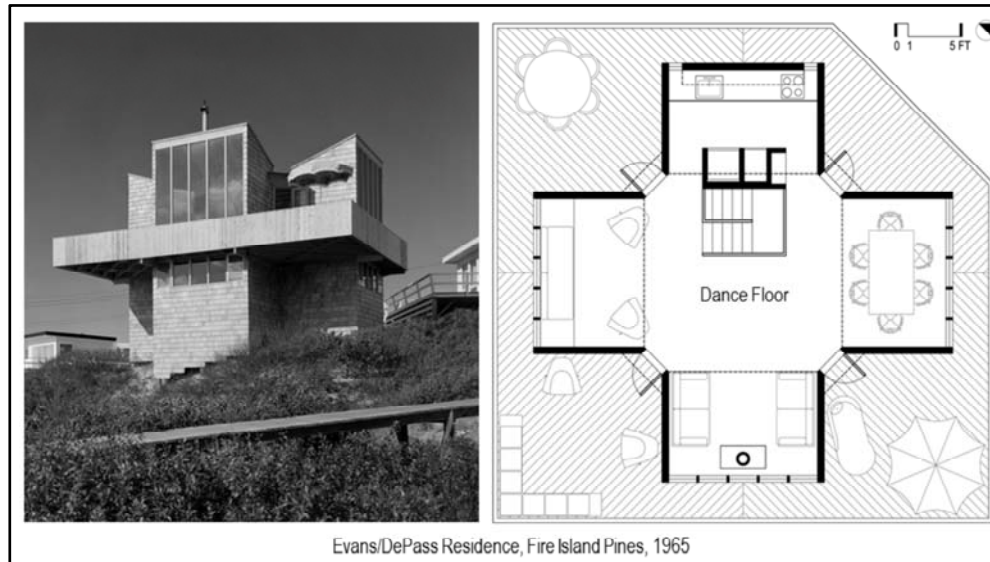 0 1 5 FT
Dance Floor
Evans/DePass Residence, Fire Island Pines, 1965